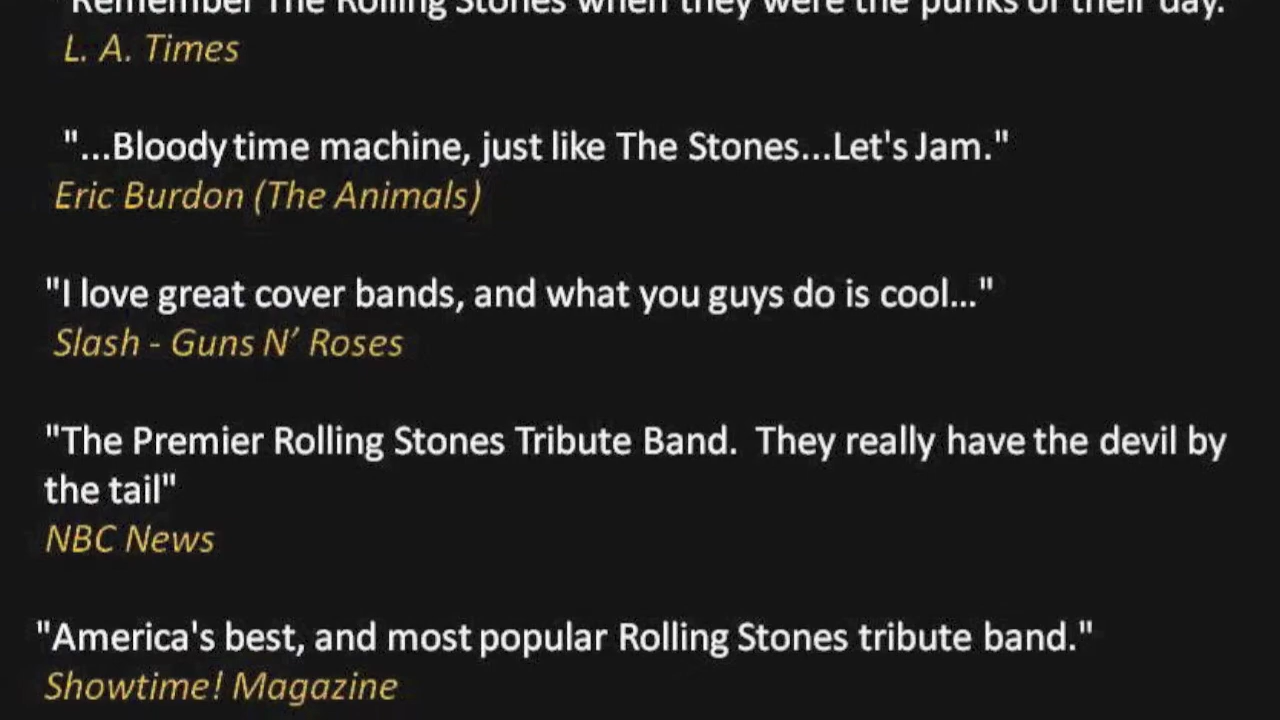 "Remember The Rolling Stones when they were the punks of their day.
L. A. Times
"...Bloody time machine, just like The Stones...Let's Jam."
Eric Burdon (The Animals)
"I love great cover bands, and what you guys do is cool..."
Slash - Guns N’ Roses
"The Premier Rolling Stones Tribute Band.  They really have the devil by
the tail"
NBC News
"America's best, and most popular Rolling Stones tribute band."
Showtime! Magazine